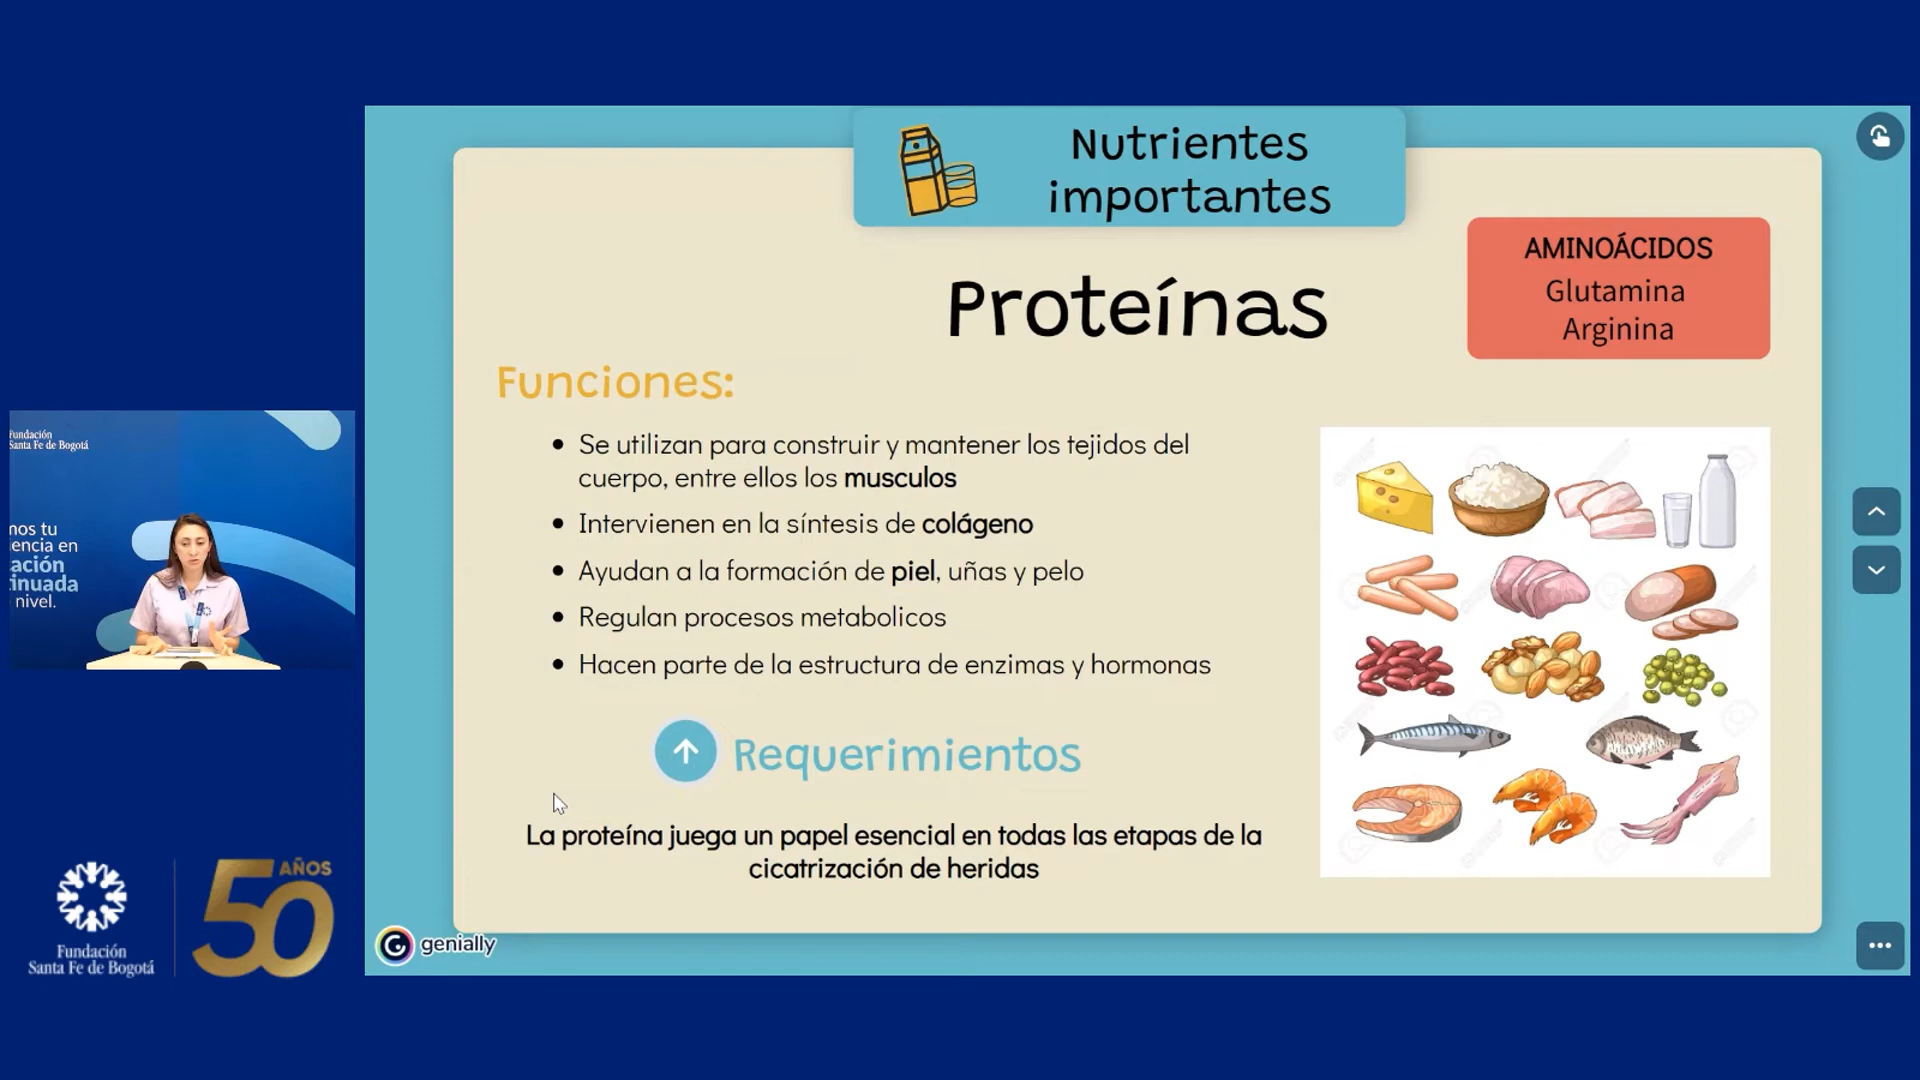 Nutrientes
importantes
AMINOÁCIDOS
Glutamina
Arginina
Proteínas
Funciones:
Se utilizan para construir y mantener los tejidos del
cuerpo, entre ellos los musculos
Intervienen en la síntesis de colágeno
Ayudan a la formación de piel, uñas y pelo
Regulan procesos metabolicos
Hacen parte de la estructura de enzimas y hormonas
Requerimientos
La proteína juega un papel esencial en todas las etapas de la
cicatrización de heridas
genially
Fundación
Santa Fe de Bogotá
mos tu
encia en
ación
tinuada
nivel.
Fundación
Santa Fe de Bogotá
50 AÑOS